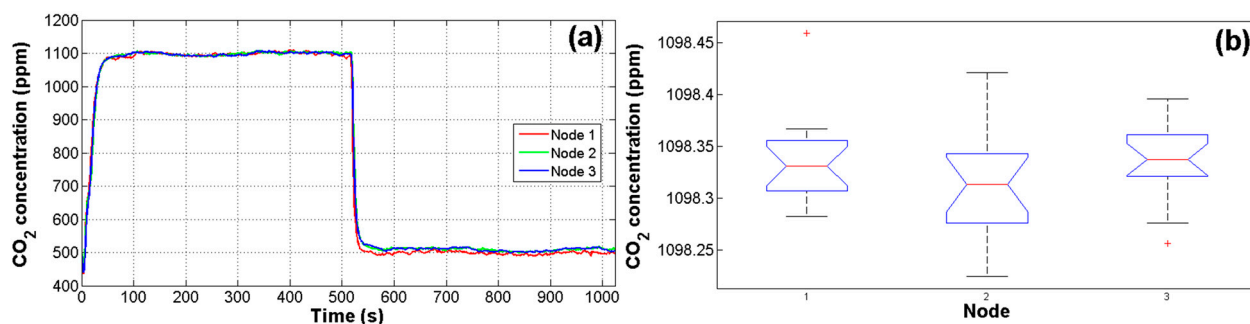 (a)
CO2 concentration (ppm)
1200
1100
1000
900
800
700
600
500
400
Node 1
Node 2
Node 3
0 100 200 300 400 500 600 700 800 900 1000
Time (s)
(b)
CO2 concentration (ppm)
1098.45
1098.4
1098.35
1098.3
1098.25
1 2 3
Node